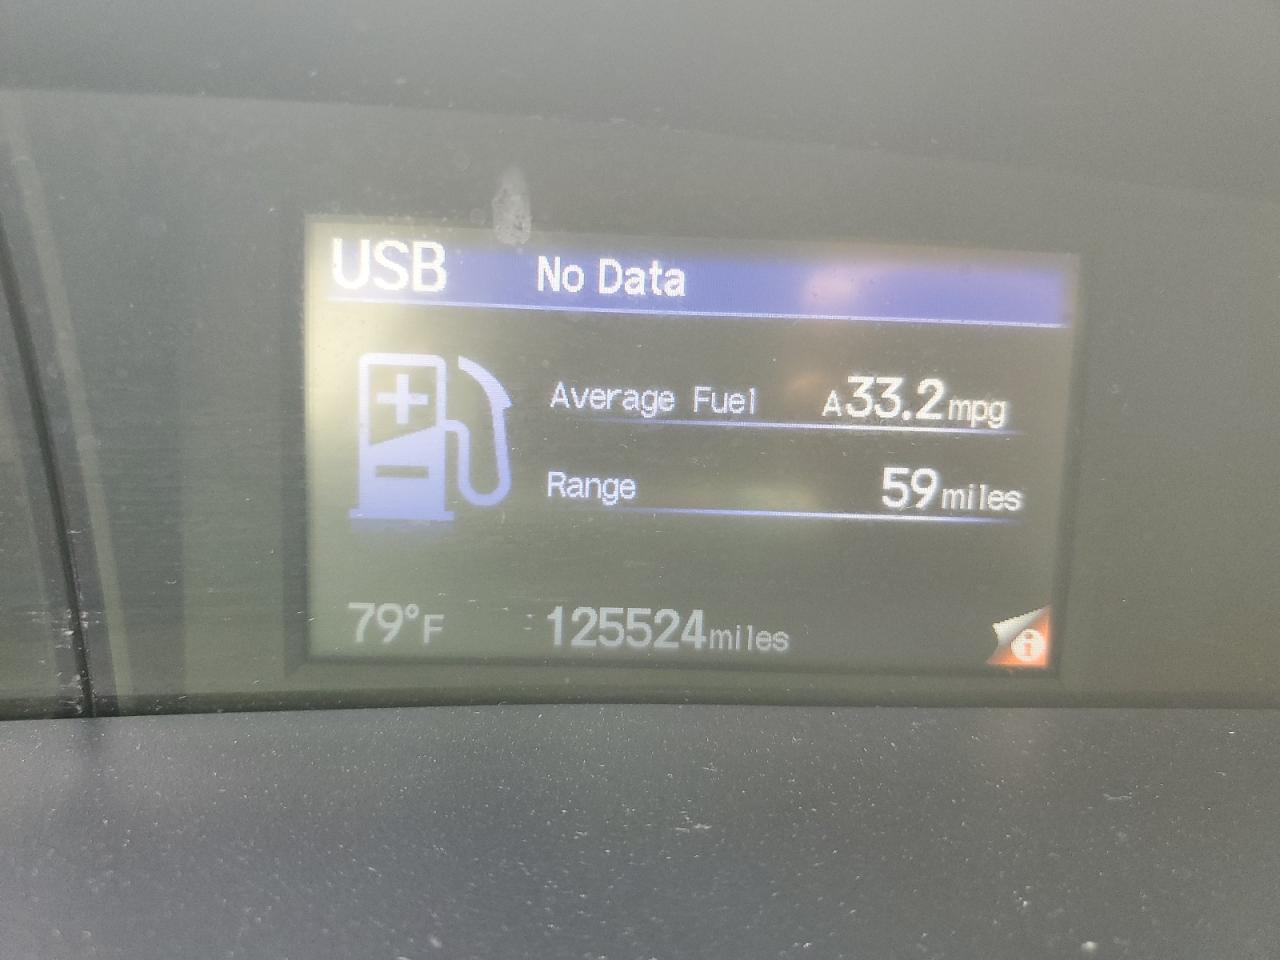 USB No Data
Average Fuel A33.2mpg
Range 59miles
79°F 125524miles
i